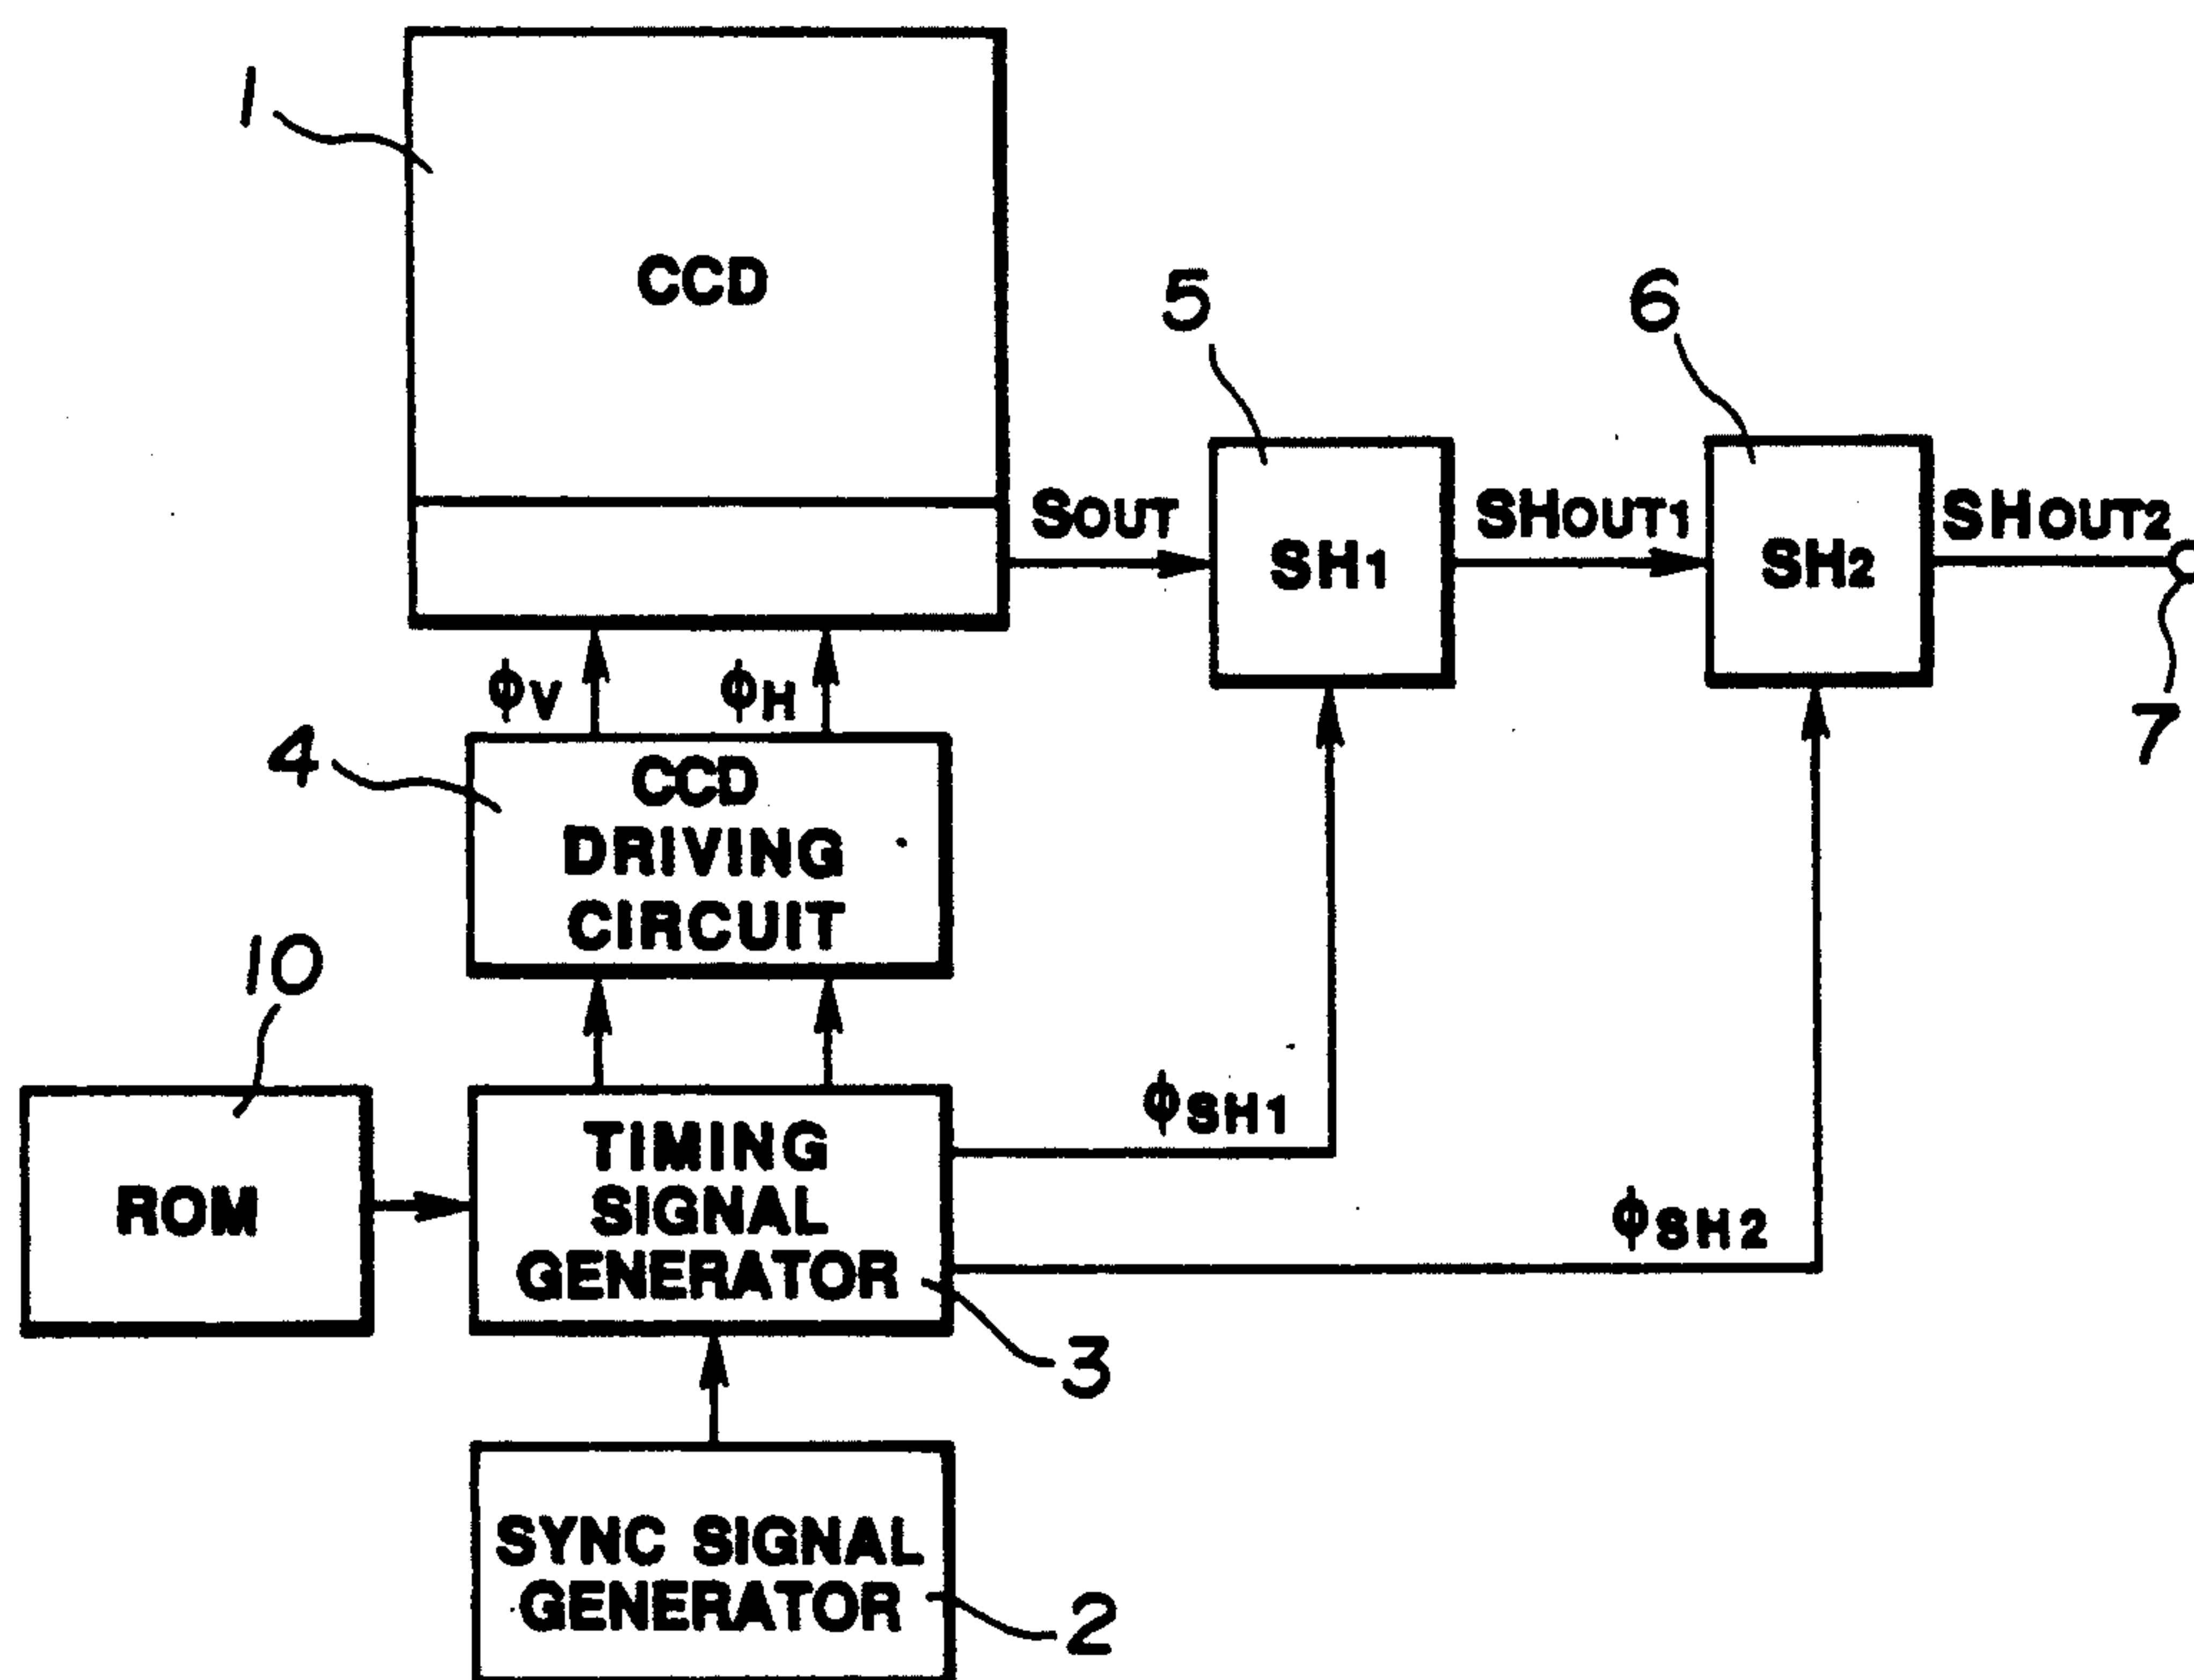 1
CCD
5
6
SOUT
SH1
SHOUT1
SH2
SHOUT2
7
ΦV
ΦH
4
CCD
DRIVING
CIRCUIT
10
ROM
TIMING
SIGNAL
GENERATOR
ΦSH1
ΦSH2
3
SYNC SIGNAL
GENERATOR
2